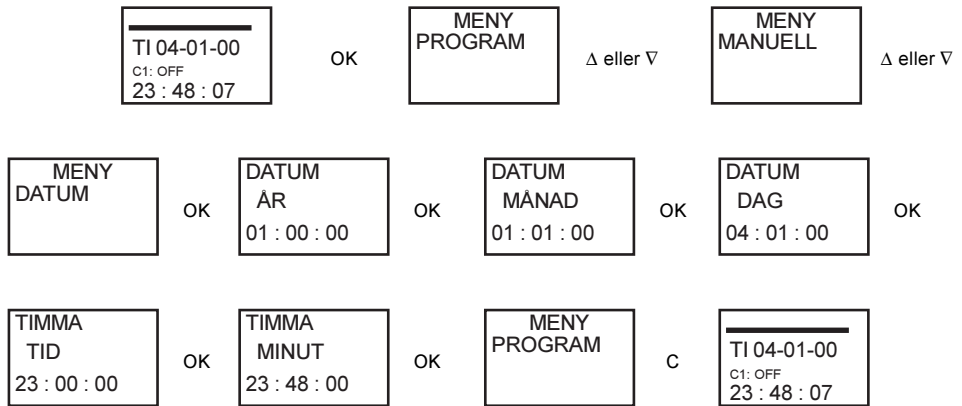 TI 04-01-00
C1: OFF
23 : 48 : 07
OK
MENY
PROGRAM
∆ eller ∇
MENY
MANUELL
∆ eller ∇
MENY
DATUM
OK
DATUM
ÅR
01 : 00 : 00
OK
DATUM
MÅNAD
01 : 01 : 00
OK
DATUM
DAG
04 : 01 : 00
OK
TIMMA
TID
23 : 00 : 00
OK
TIMMA
MINUT
23 : 48 : 00
OK
MENY
PROGRAM
C
TI 04-01-00
C1: OFF
23 : 48 : 07